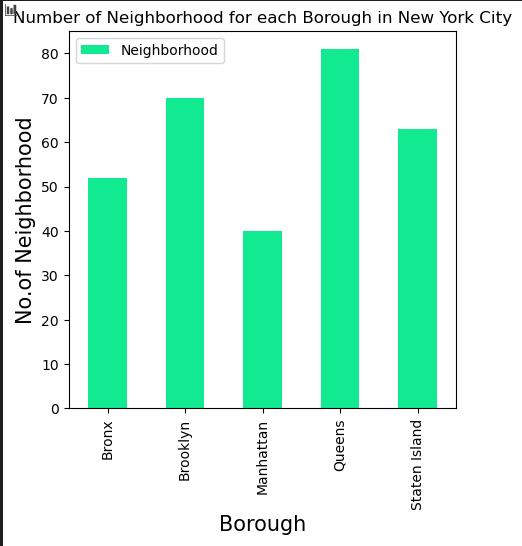 Number of Neighborhood for each Borough in New York City
Neighborhood
No.of Neighborhood
80
70
60
50
40
30
20
10
0
Bronx
Brooklyn
Manhattan
Queens
Staten Island
Borough